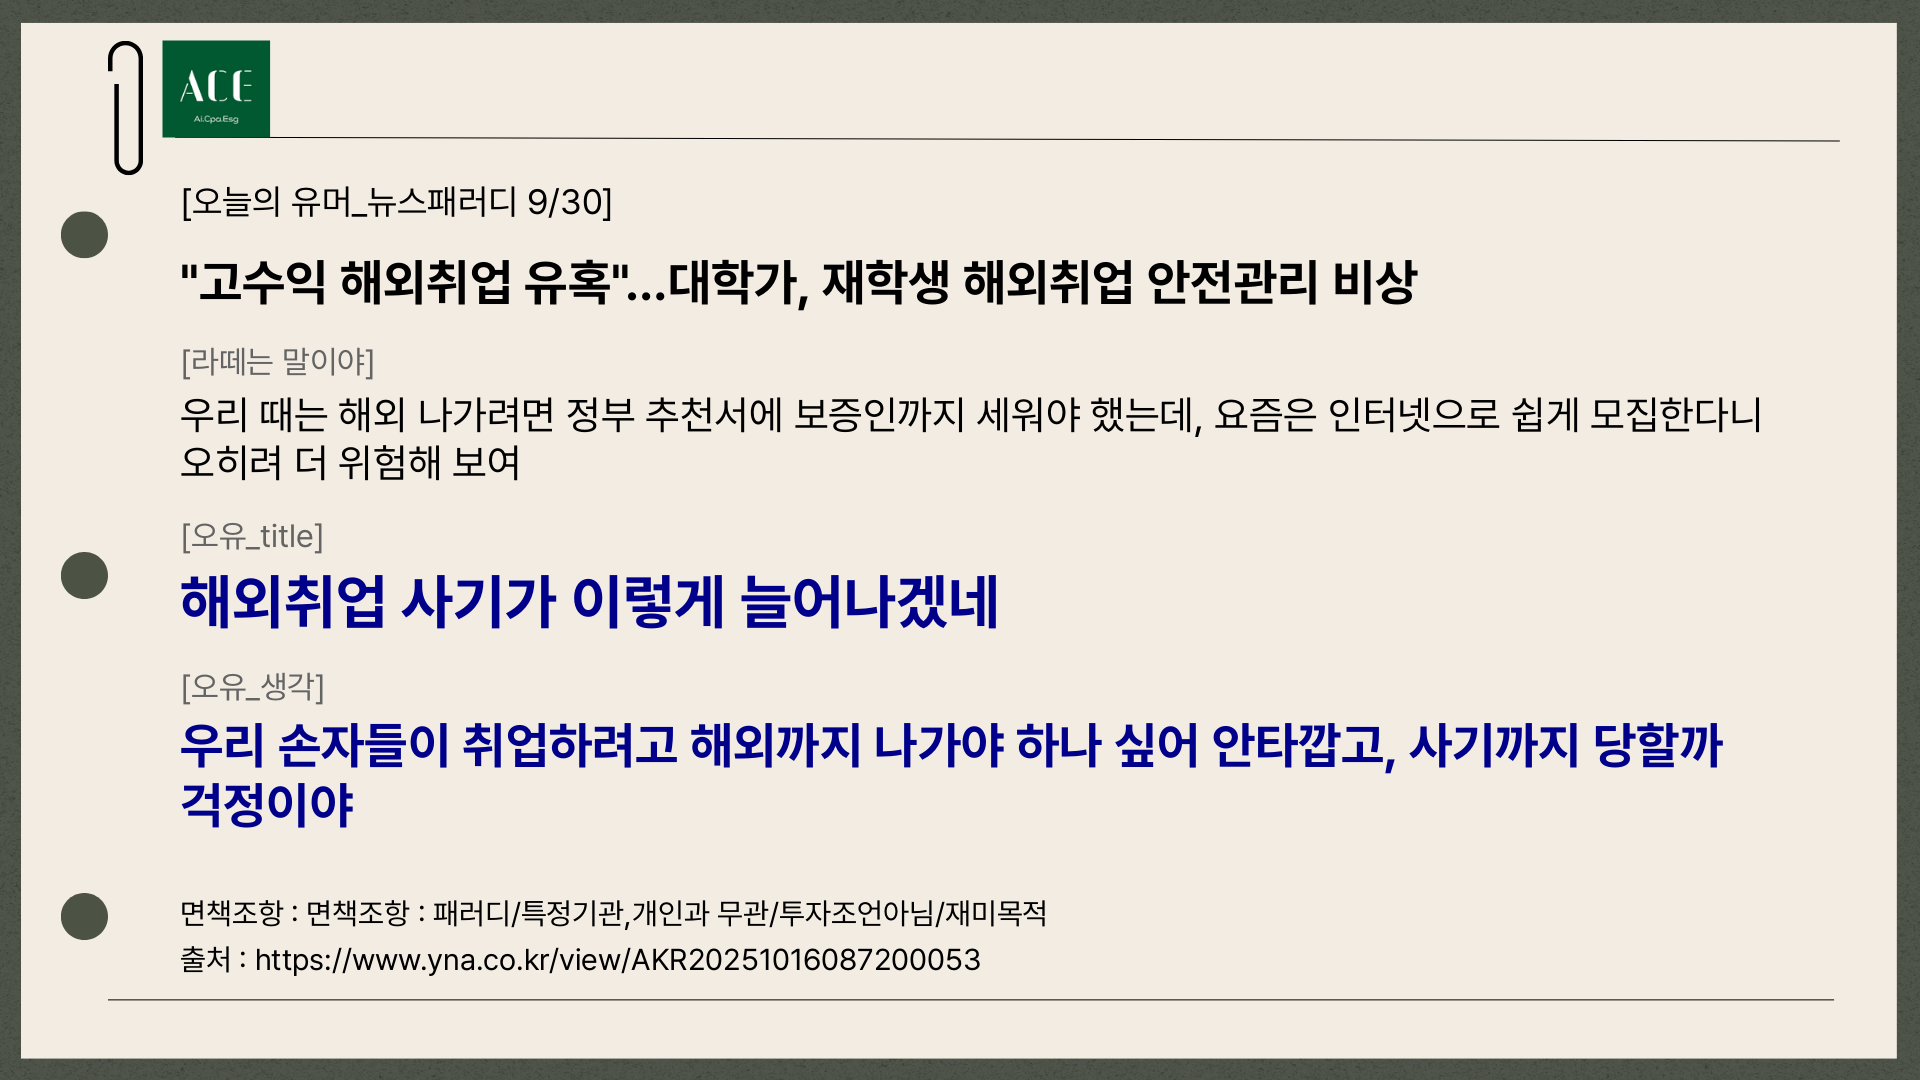 ACE
Ai.Cpa.Esg
[오늘의 유머_뉴스패러디 9/30]
"고수익 해외취업 유혹"...대학가, 재학생 해외취업 안전관리 비상
[라떼는 말이야]
우리 때는 해외 나가려면 정부 추천서에 보증인까지 세워야 했는데, 요즘은 인터넷으로 쉽게 모집한다니
오히려 더 위험해 보여
[오유_title]
해외취업 사기가 이렇게 늘어나겠네
[오유_생각]
우리 손자들이 취업하려고 해외까지 나가야 하나 싶어 안타깝고, 사기까지 당할까
걱정이야
면책조항 : 면책조항 : 패러디/특정기관,개인과 무관/투자조언아님/재미목적
출처 : https://www.yna.co.kr/view/AKR20251016087200053